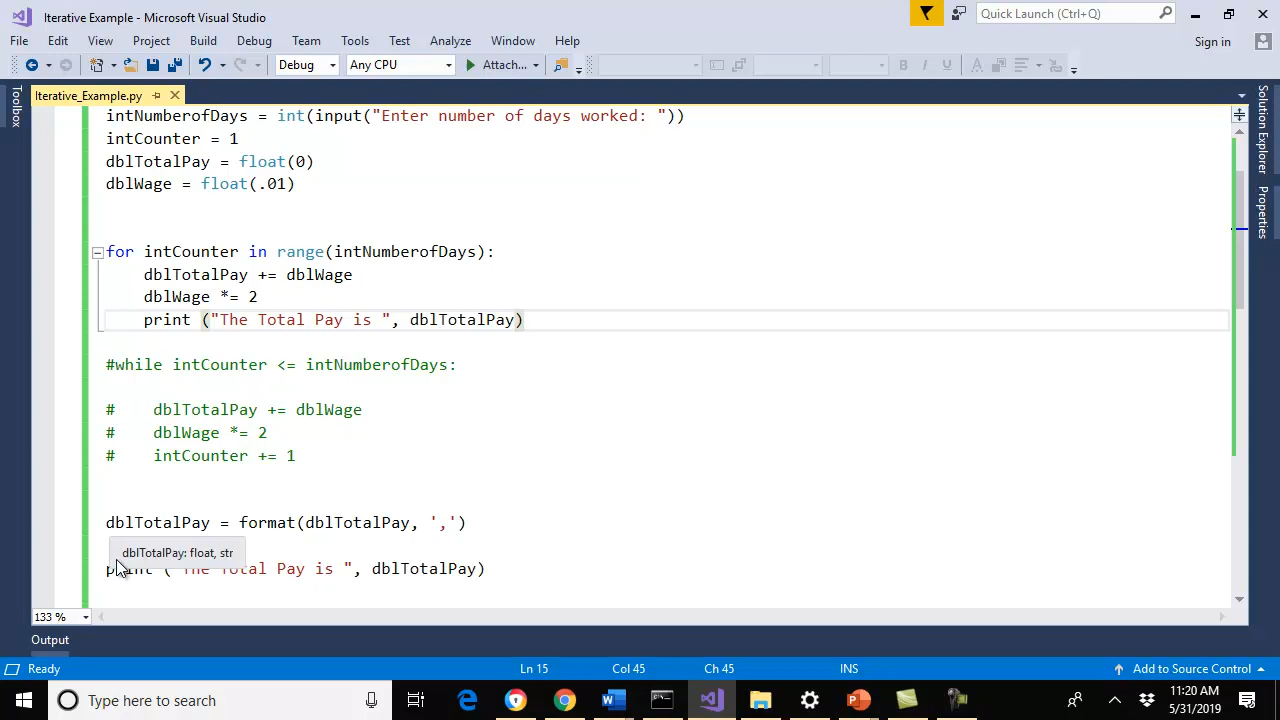 Iterative Example - Microsoft Visual Studio
Quick Launch (Ctrl+Q)
File Edit View Project Build Debug Team Tools Test Analyze Window Help
Sign in
Debug Any CPU Attach...
Toolbox
Iterative_Example.py
Solution Explorer
Properties
intNumberofDays = int(input("Enter number of days worked: "))
intCounter = 1
dblTotalPay = float(0)
dblWage = float(.01)
for intCounter in range(intNumberofDays):
dblTotalPay += dblWage
dblWage *= 2
print ("The Total Pay is ", dblTotalPay)
#while intCounter <= intNumberofDays:
#    dblTotalPay += dblWage
#    dblWage *= 2
#    intCounter += 1
dblTotalPay = format(dblTotalPay, ',')
dblTotalPay: float, str
print ("The Total Pay is ", dblTotalPay)
133 %
Output
Ready Ln 15 Col 45 Ch 45 INS Add to Source Control
Type here to search
11:20 AM
5/31/2019